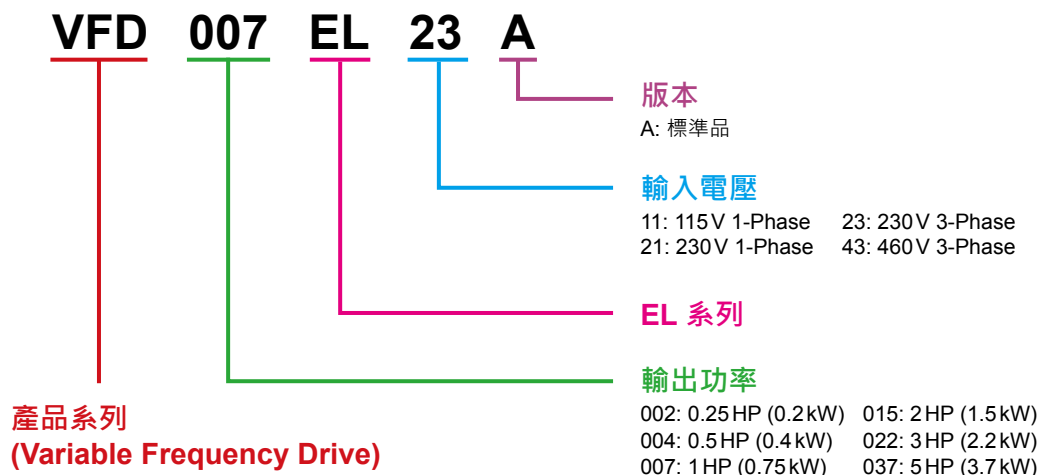 VFD 007 EL 23 A
版本
A: 標準品
輸入電壓
11: 115V 1-Phase 23: 230V 3-Phase
21: 230V 1-Phase 43: 460V 3-Phase
EL 系列
輸出功率
002: 0.25HP (0.2kW) 015: 2HP (1.5kW)
004: 0.5HP (0.4kW) 022: 3HP (2.2kW)
007: 1HP (0.75kW) 037: 5HP (3.7kW)
產品系列
(Variable Frequency Drive)